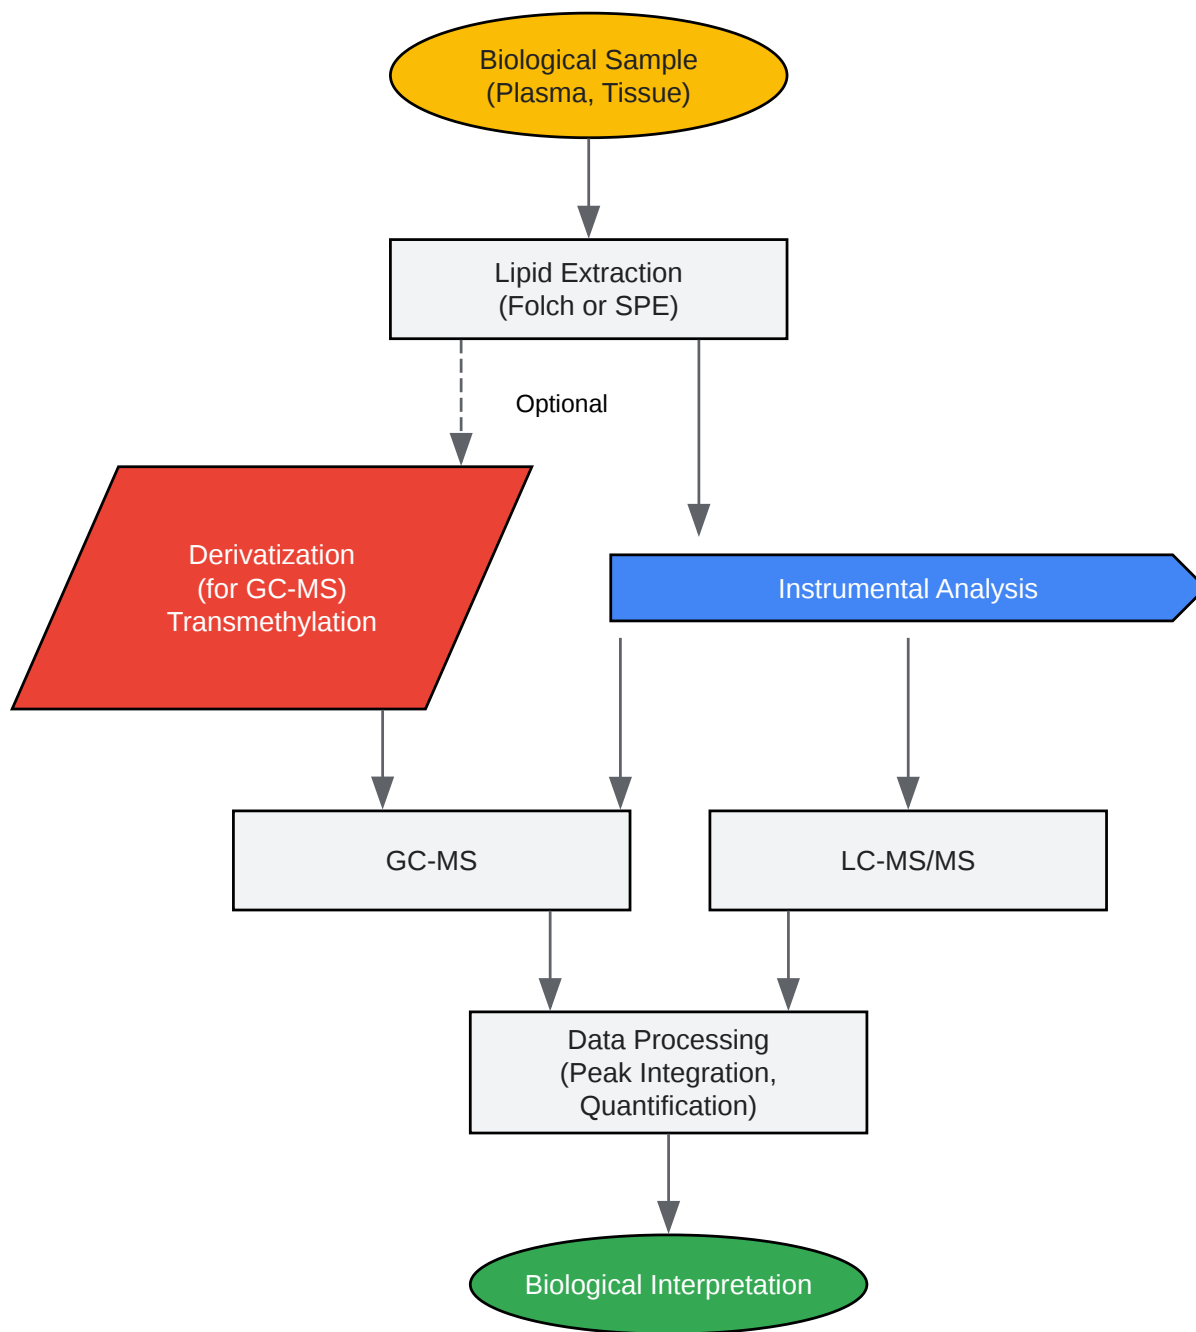 Biological Sample
(Plasma, Tissue)
Lipid Extraction
(Folch or SPE)
Optional
Derivatization
(for GC-MS)
Transmethylation
Instrumental Analysis
GC-MS
LC-MS/MS
Data Processing
(Peak Integration,
Quantification)
Biological Interpretation